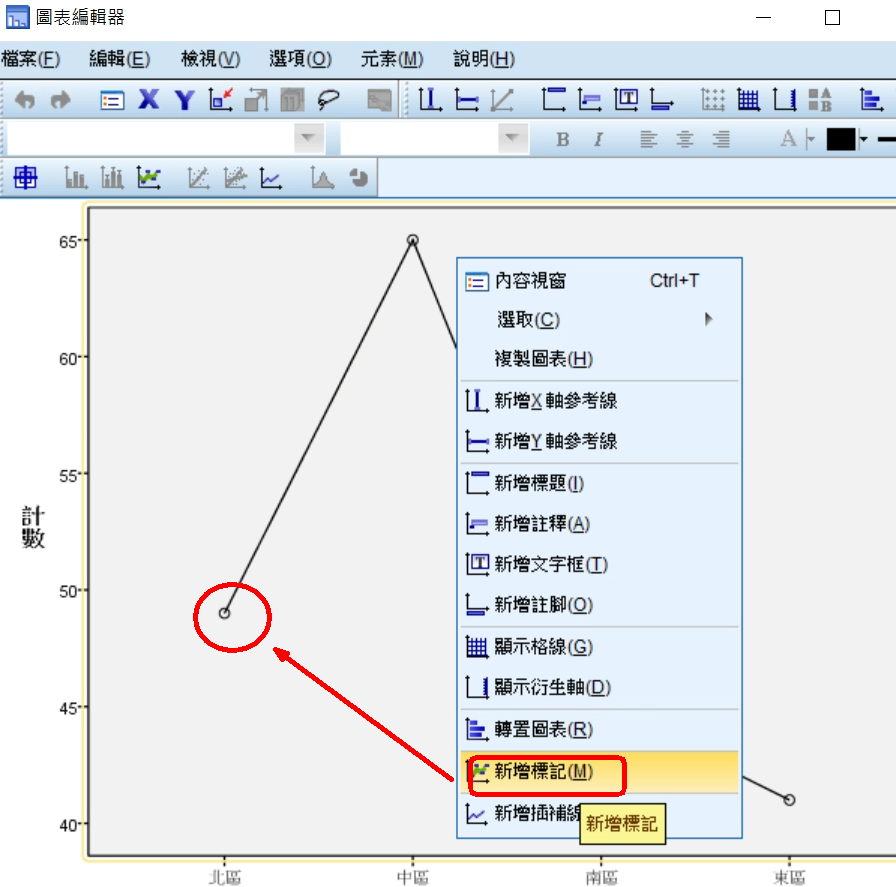 圖表編輯器
檔案(F) 編輯(E) 檢視(V) 選項(O) 元素(M) 說明(H)
X Y
B I A
65
60
55
50
45
40
計數
北區 中區 南區 東區
內容視窗 Ctrl+T
選取(C)
複製圖表(H)
新增X 軸參考線
新增Y 軸參考線
新增標題(I)
新增註釋(A)
新增文字框(T)
新增註腳(O)
顯示格線(G)
顯示衍生軸(D)
轉置圖表(R)
新增標記(M)
新增插補線
新增標記